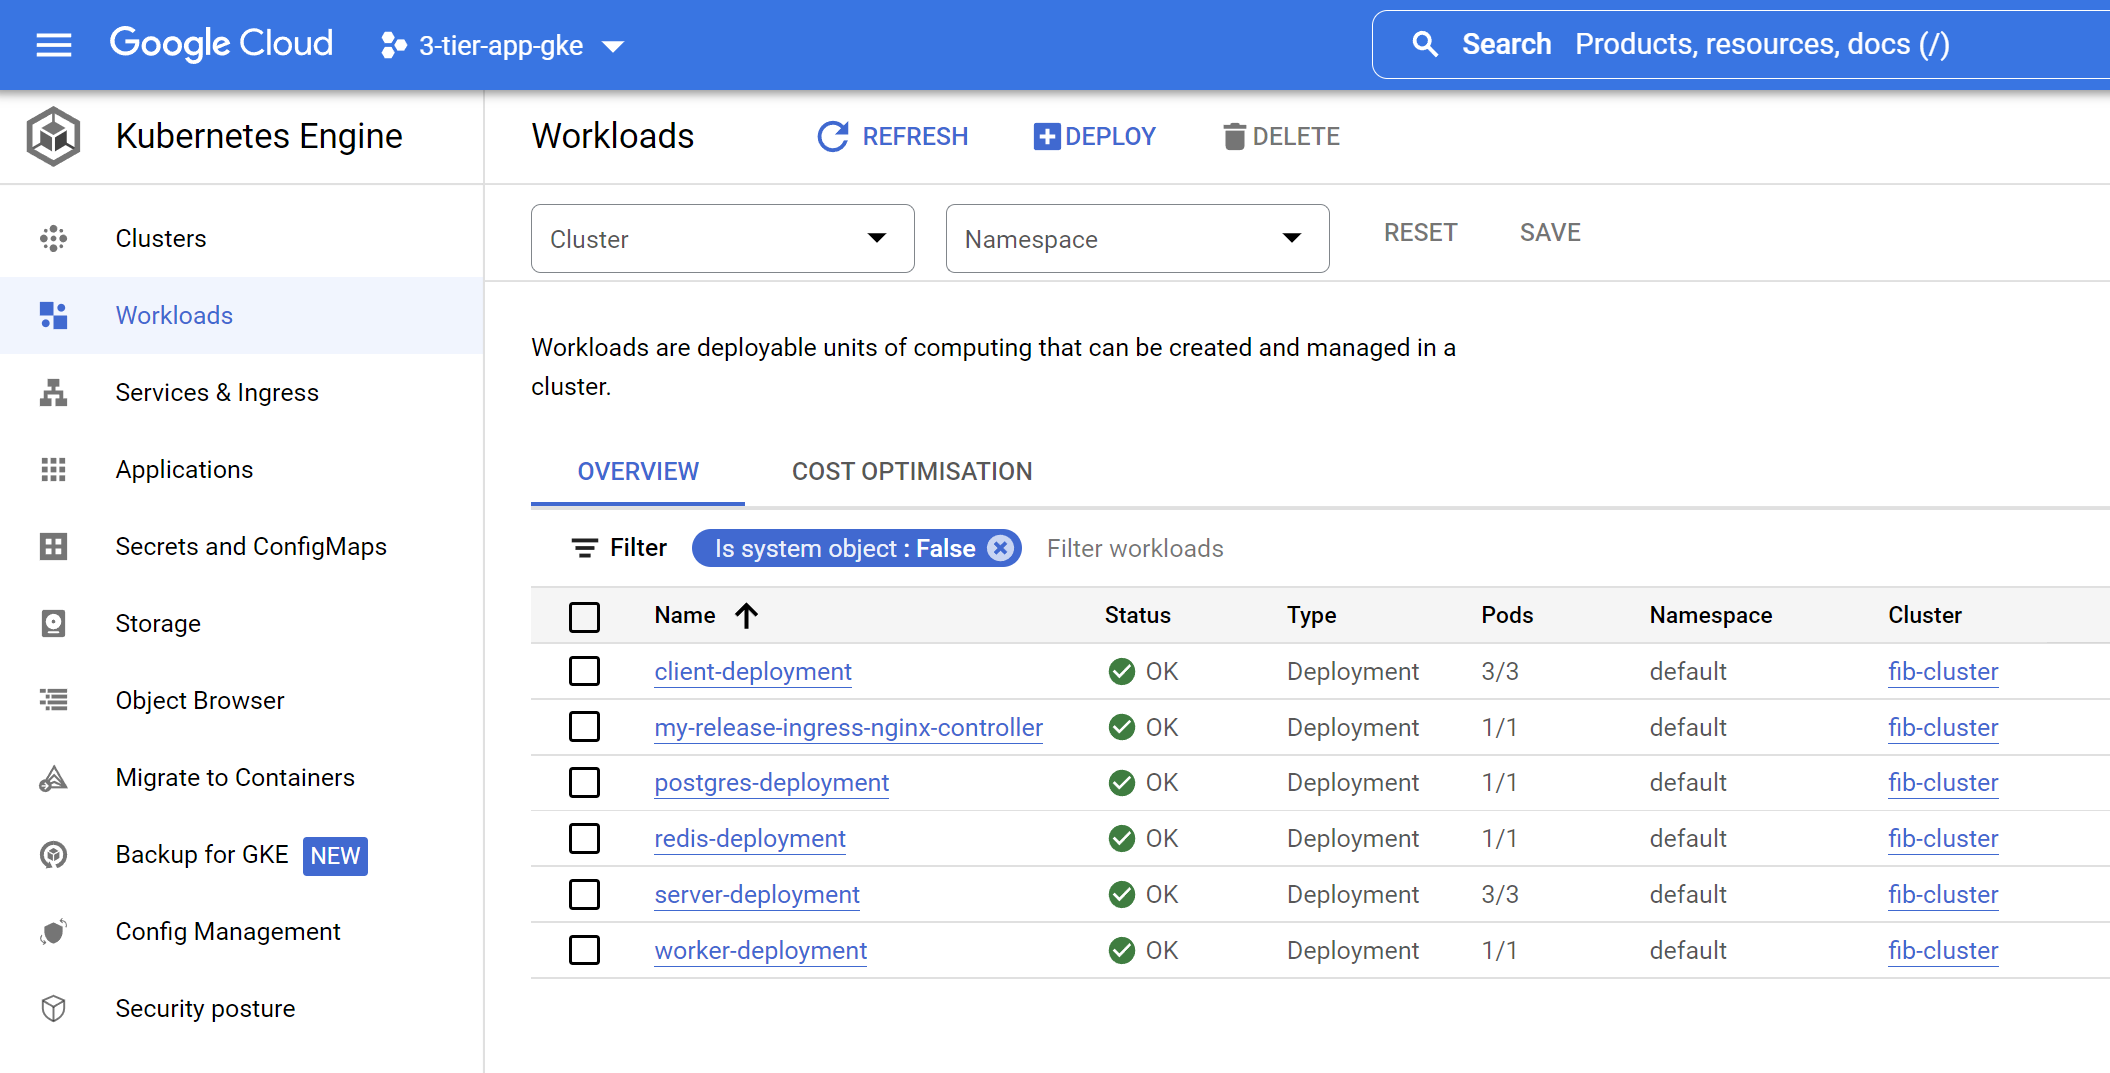 Google Cloud 3-tier-app-gke Search Products, resources, docs (/)
Kubernetes Engine
Workloads REFRESH DEPLOY DELETE
Clusters
Workloads
Services & Ingress
Applications
Secrets and ConfigMaps
Storage
Object Browser
Migrate to Containers
Backup for GKE NEW
Config Management
Security posture
Cluster Namespace RESET SAVE
Workloads are deployable units of computing that can be created and managed in a
cluster.
OVERVIEW COST OPTIMISATION
Filter Is system object : False Filter workloads
Name Status Type Pods Namespace Cluster
client-deployment OK Deployment 3/3 default fib-cluster
my-release-ingress-nginx-controller OK Deployment 1/1 default fib-cluster
postgres-deployment OK Deployment 1/1 default fib-cluster
redis-deployment OK Deployment 1/1 default fib-cluster
server-deployment OK Deployment 3/3 default fib-cluster
worker-deployment OK Deployment 1/1 default fib-cluster